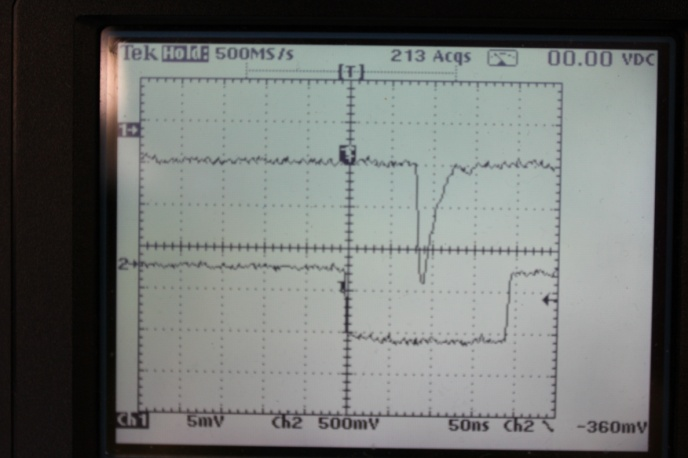 Tek Hold: 500MS/s 213 Acqs 00.00 VDC
[T]
1→
2→
Ch1 5mV Ch2 500mV 50ns Ch2 -360mV